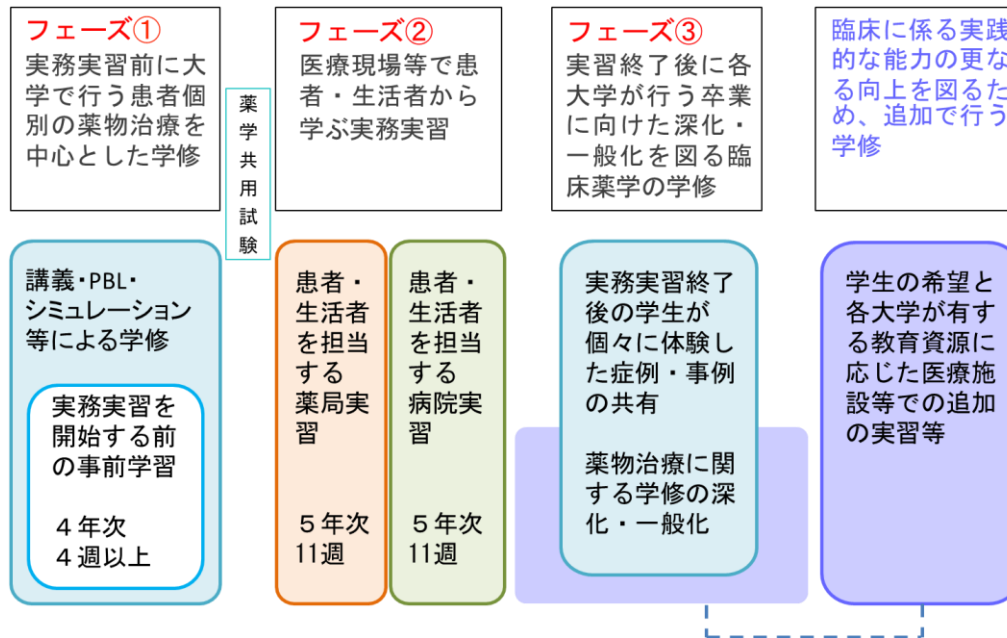 フェーズ①
実務実習前に大
学で行う患者個
別の薬物治療を
中心とした学修
薬
学
共
用
試
験
フェーズ②
医療現場等で患
者・生活者から
学ぶ実務実習
フェーズ③
実習終了後に各
大学が行う卒業
に向けた深化・
一般化を図る臨
床薬学の学修
臨床に係る実践
的な能力の更な
る向上を図るた
め、追加で行う
学修
講義・PBL・
シミュレーション
等による学修
実務実習を
開始する前
の事前学習
４年次
４週以上
患者・
生活者
を担当
する
薬局実
習
５年次
11週
患者・
生活者
を担当
する
病院実
習
５年次
11週
実務実習終了
後の学生が
個々に体験し
た症例・事例
の共有
薬物治療に関
する学修の深
化・一般化
学生の希望と
各大学が有す
る教育資源に
応じた医療施
設等での追加
の実習等